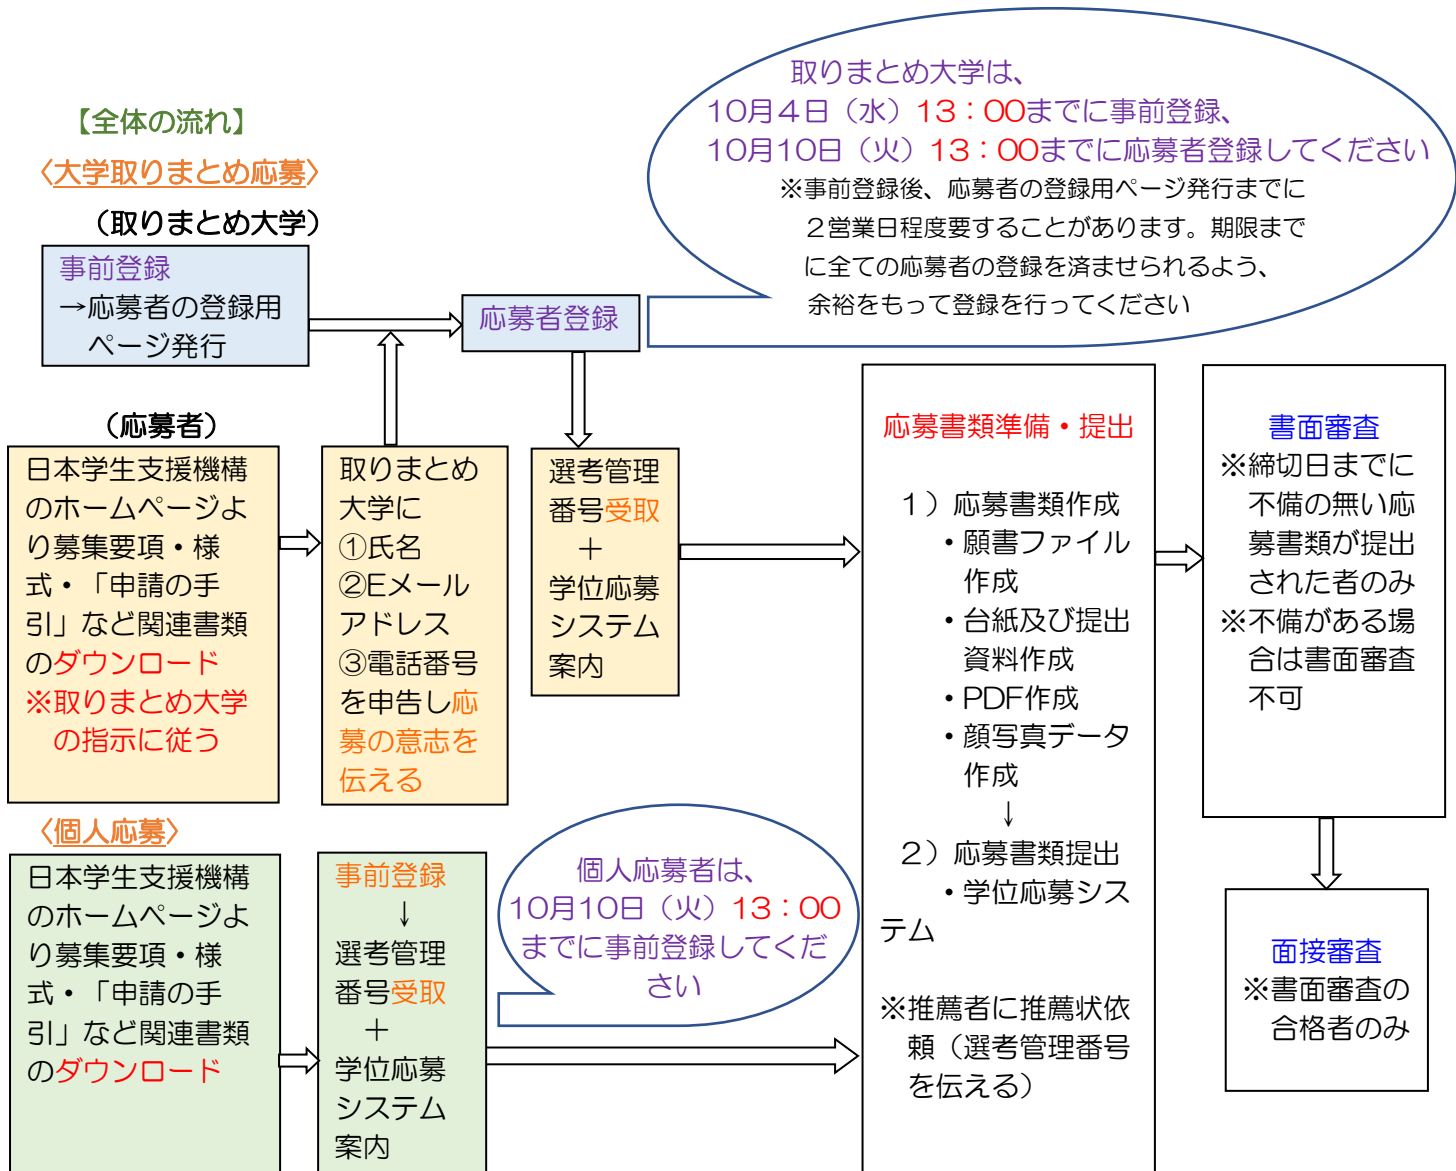 【全体の流れ】
〈大学取りまとめ応募〉
（取りまとめ大学）
事前登録
→応募者の登録用
ページ発行
応募者登録
取りまとめ大学は、
10月4日（水）13：00までに事前登録、
10月10日（火）13：00までに応募者登録してください
※事前登録後、応募者の登録用ページ発行までに
２営業日程度要することがあります。期限まで
に全ての応募者の登録を済ませられるよう、
余裕をもって登録を行ってください
（応募者）
日本学生支援機構
のホームページよ
り募集要項・様
式・「申請の手
引」など関連書類
のダウンロード
※取りまとめ大学
の指示に従う
取りまとめ
大学に
①氏名
②Eメール
アドレス
③電話番号
を申告し応
募の意志を
伝える
選考管理
番号受取
＋
学位応募
システム
案内
応募書類準備・提出
１）応募書類作成
・願書ファイル
作成
・台紙及び提出
資料作成
・PDF作成
・顔写真データ
作成
↓
２）応募書類提出
・学位応募シス
テム
※推薦者に推薦状依
頼（選考管理番号
を伝える）
書面審査
※締切日までに
不備の無い応
募書類が提出
された者のみ
※不備がある場
合は書面審査
不可
面接審査
※書面審査の
合格者のみ
〈個人応募〉
日本学生支援機構
のホームページよ
り募集要項・様
式・「申請の手
引」など関連書類
のダウンロード
事前登録
↓
選考管理
番号受取
＋
学位応募
システム
案内
個人応募者は、
10月10日（火）13：00
までに事前登録してくだ
さい